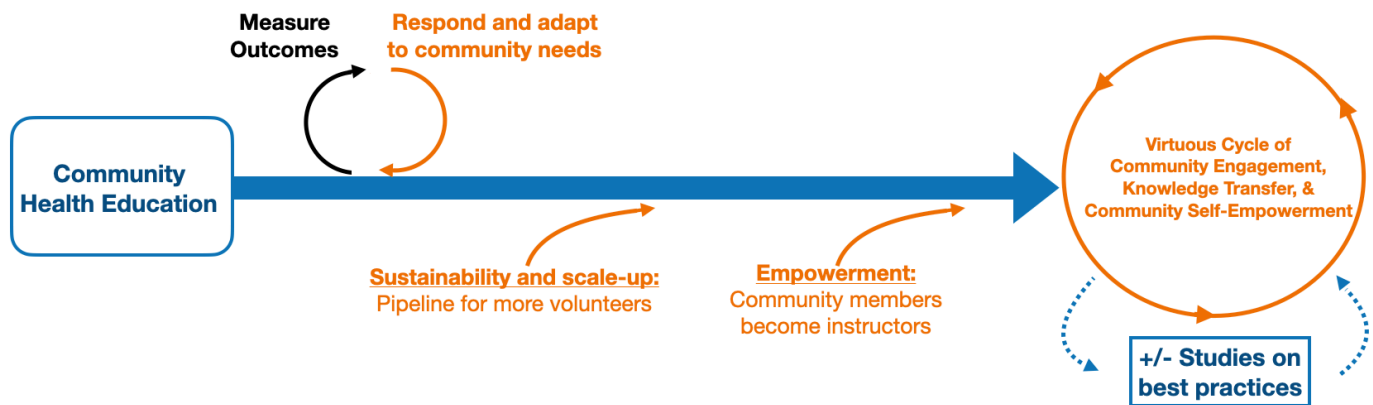 Measure
Outcomes
Respond and adapt
to community needs
Community
Health Education
Virtuous Cycle of
Community Engagement,
Knowledge Transfer, &
Community Self-Empowerment
Sustainability and scale-up:
Pipeline for more volunteers
Empowerment:
Community members
become instructors
+/- Studies on
best practices